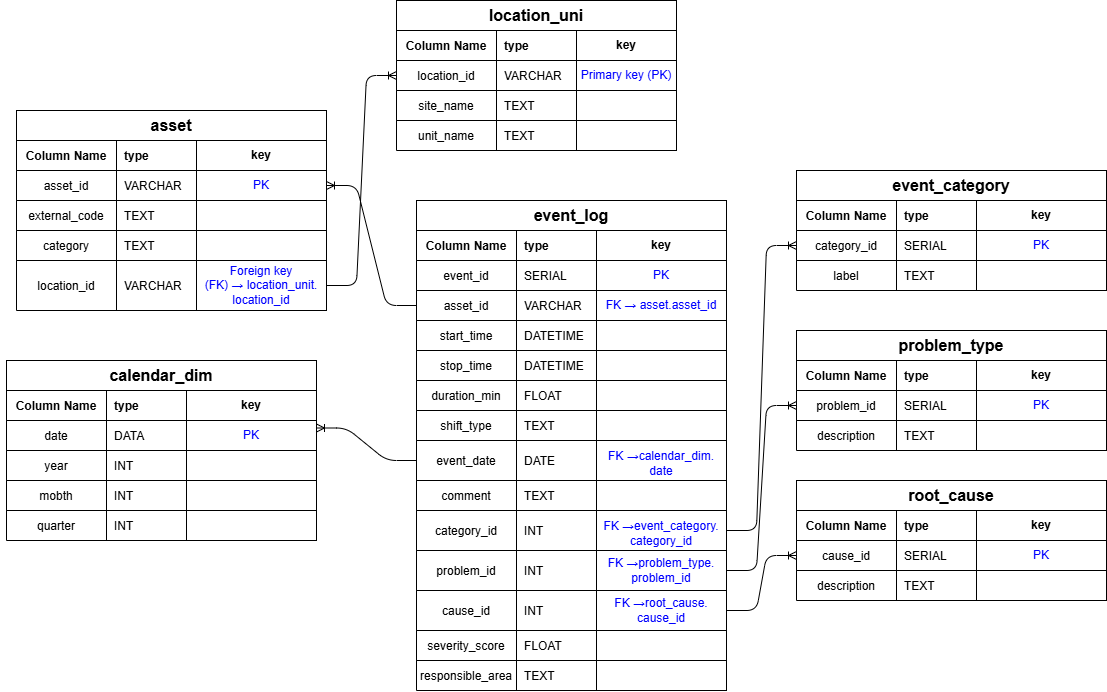 location_uni
Column Name type key
location_id VARCHAR Primary key (PK)
site_name TEXT
unit_name TEXT
asset
Column Name type key
asset_id VARCHAR PK
external_code TEXT
category TEXT
location_id VARCHAR Foreign key
(FK) → location_unit.
location_id
calendar_dim
Column Name type key
date DATA PK
year INT
mobth INT
quarter INT
event_log
Column Name type key
event_id SERIAL PK
asset_id VARCHAR FK → asset.asset_id
start_time DATETIME
stop_time DATETIME
duration_min FLOAT
shift_type TEXT
event_date DATE FK →calendar_dim.
date
comment TEXT
category_id INT FK →event_category.
category_id
problem_id INT FK →problem_type.
problem_id
cause_id INT FK →root_cause.
cause_id
severity_score FLOAT
responsible_area TEXT
event_category
Column Name type key
category_id SERIAL PK
label TEXT
problem_type
Column Name type key
problem_id SERIAL PK
description TEXT
root_cause
Column Name type key
cause_id SERIAL PK
description TEXT